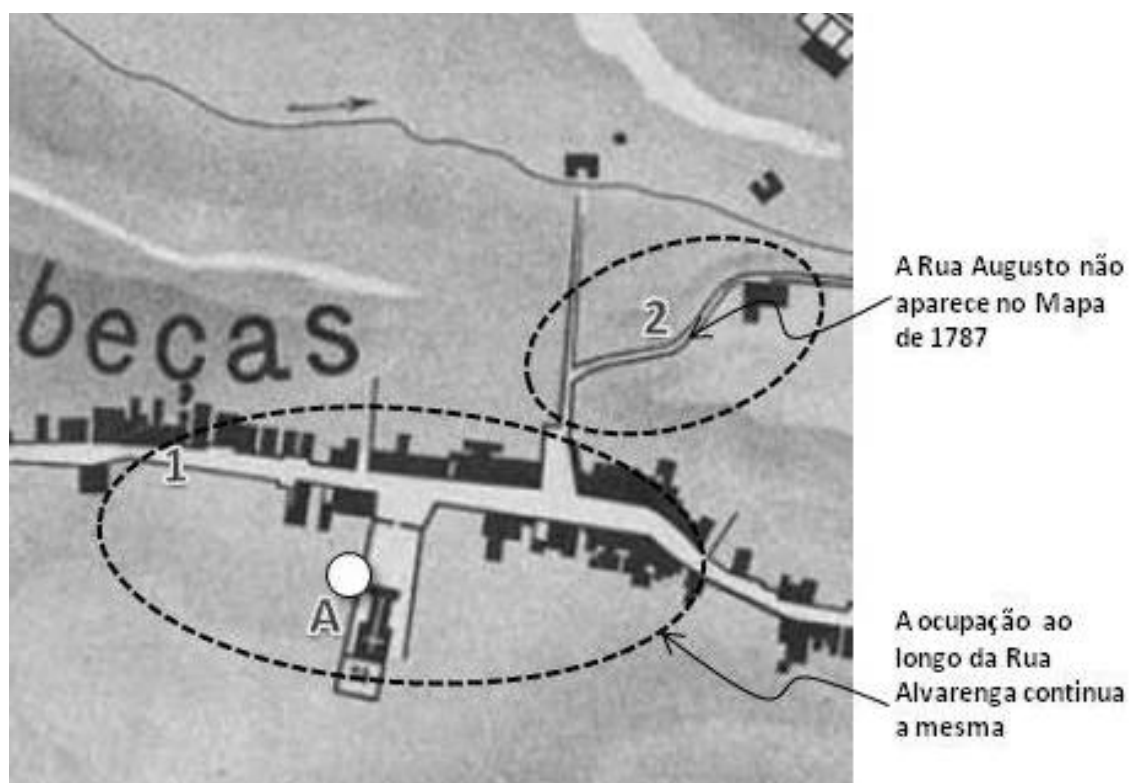 beças
1
2
A
A Rua Augusto não
aparece no Mapa
de 1787
A ocupação ao
longo da Rua
Alvarenga continua
a mesma